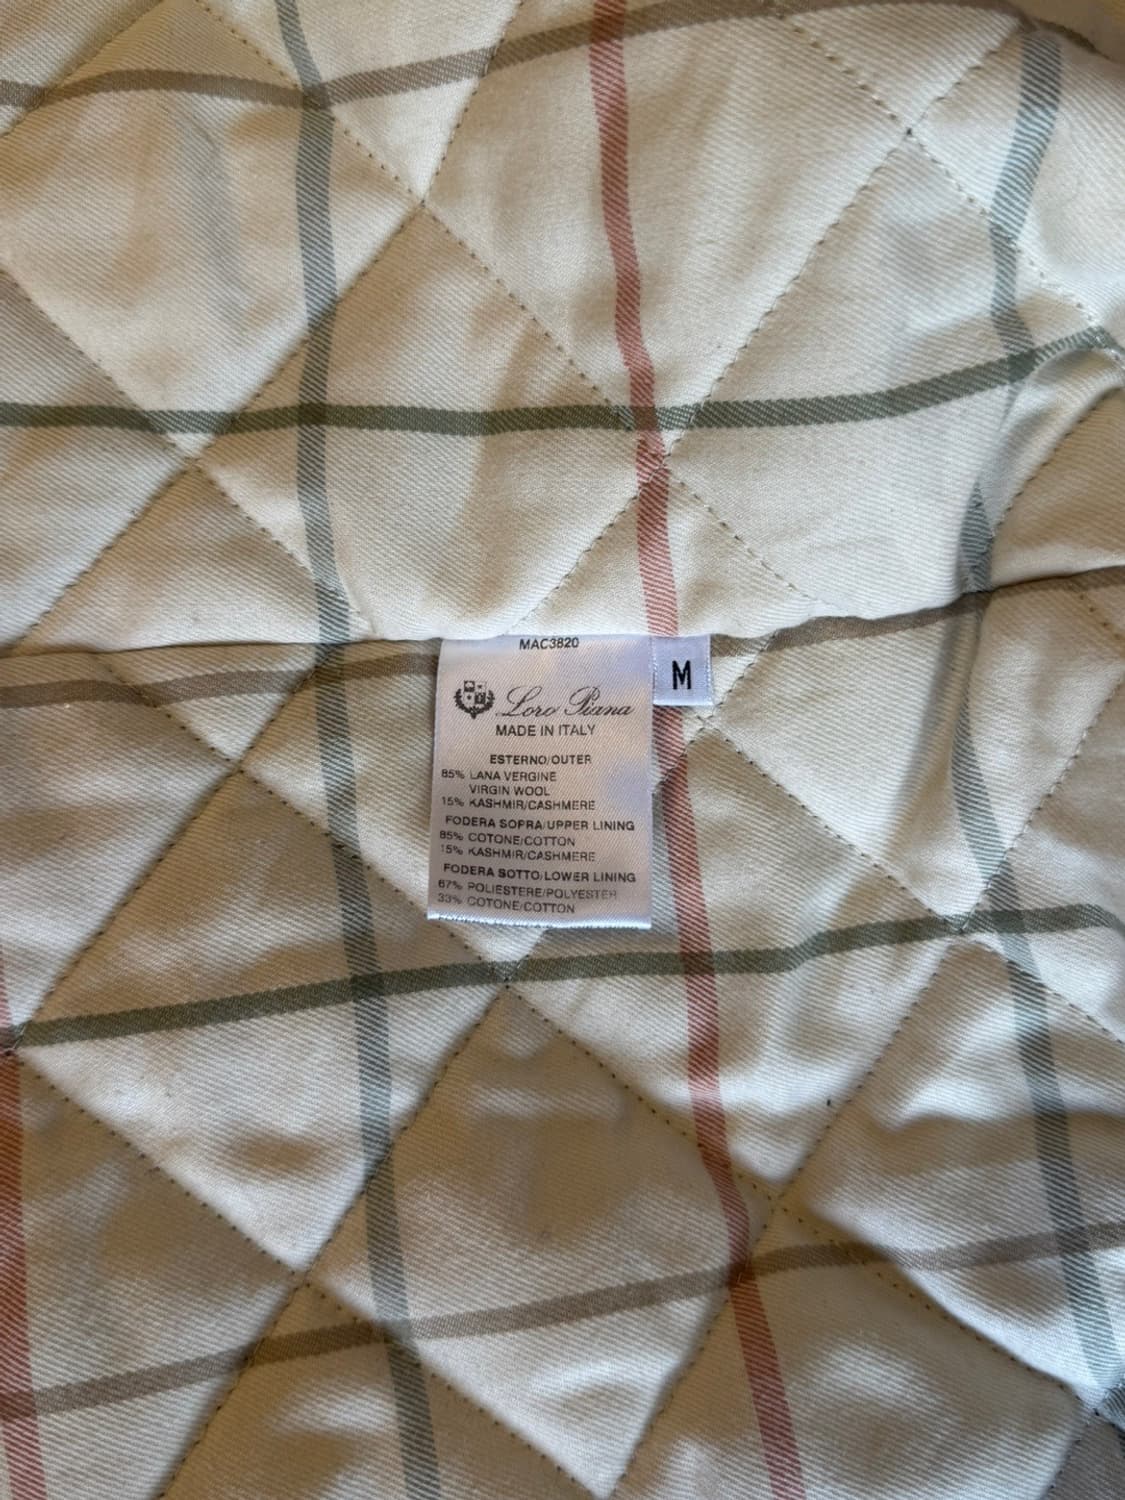 MAC3820
M
Loro Piana
MADE IN ITALY
ESTERNO/OUTER
85% LANA VERGINE
VIRGIN WOOL
15% KASHMIR/CASHMERE
FODERA SOPRA/UPPER LINING
85% COTONE/COTTON
15% KASHMIR/CASHMERE
FODERA SOTTO/LOWER LINING
67% POLIESTERE/POLYESTER
33% COTONE/COTTON